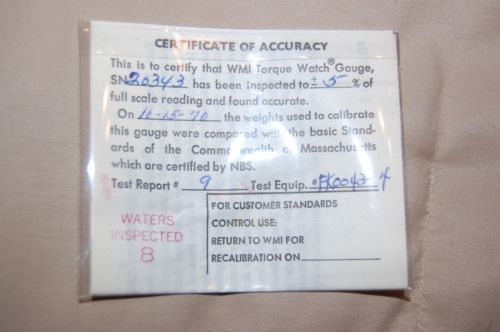 CERTIFICATE OF ACCURACY
This is to certify that WMI Torque Watch® Gauge,
SN 20343 has been inspected to ± 5 % of
full scale reading and found accurate.
On 10-15-70 the weights used to calibrate
this gauge were compared with the basic Stand-
ards of the Commonwealth of Massachusetts
which are certified by NBS.
Test Report # 9 Test Equip. # EX0043-4
WATERS
INSPECTED
8
FOR CUSTOMER STANDARDS
CONTROL USE:
RETURN TO WMI FOR
RECALIBRATION ON